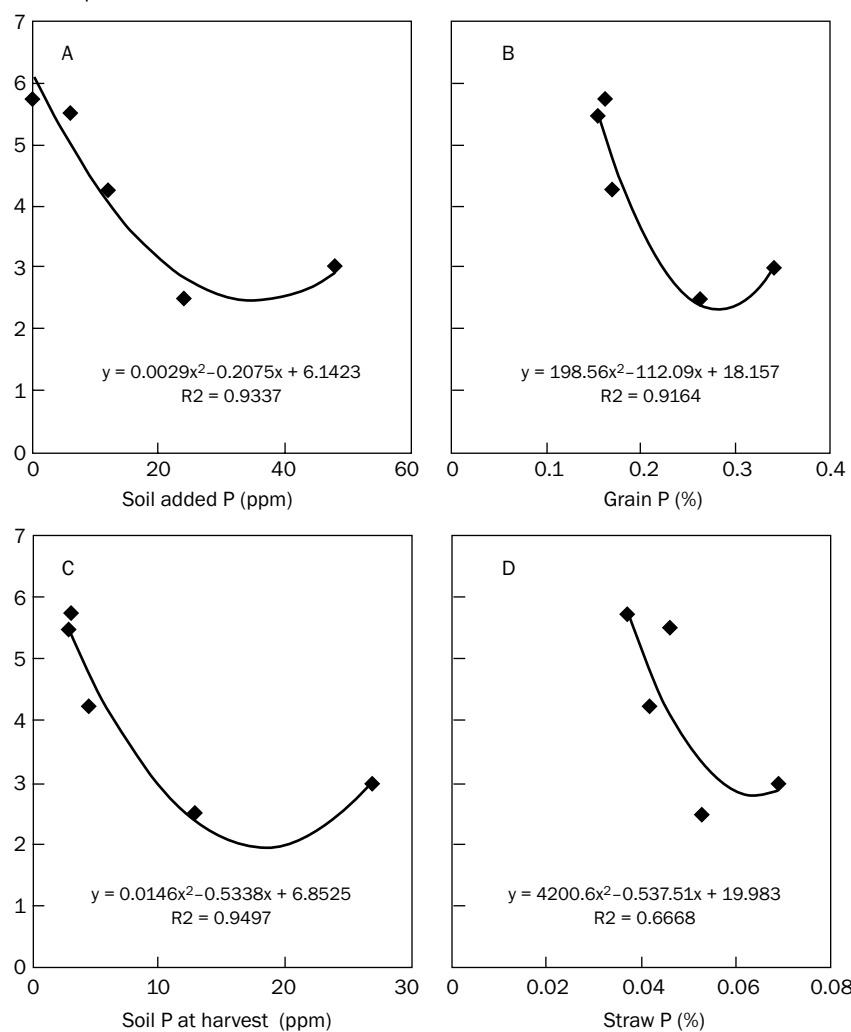 7
6
5
4
3
2
1
0
A
y = 0.0029x²–0.2075x + 6.1423
R2 = 0.9337
0 20 40 60
Soil added P (ppm)
B
y = 198.56x²–112.09x + 18.157
R2 = 0.9164
0 0.1 0.2 0.3 0.4
Grain P (%)
7
6
5
4
3
2
1
0
C
y = 0.0146x²–0.5338x + 6.8525
R2 = 0.9497
0 10 20 30
Soil P at harvest (ppm)
D
y = 4200.6x²–0.537.51x + 19.983
R2 = 0.6668
0 0.02 0.04 0.06 0.08
Straw P (%)